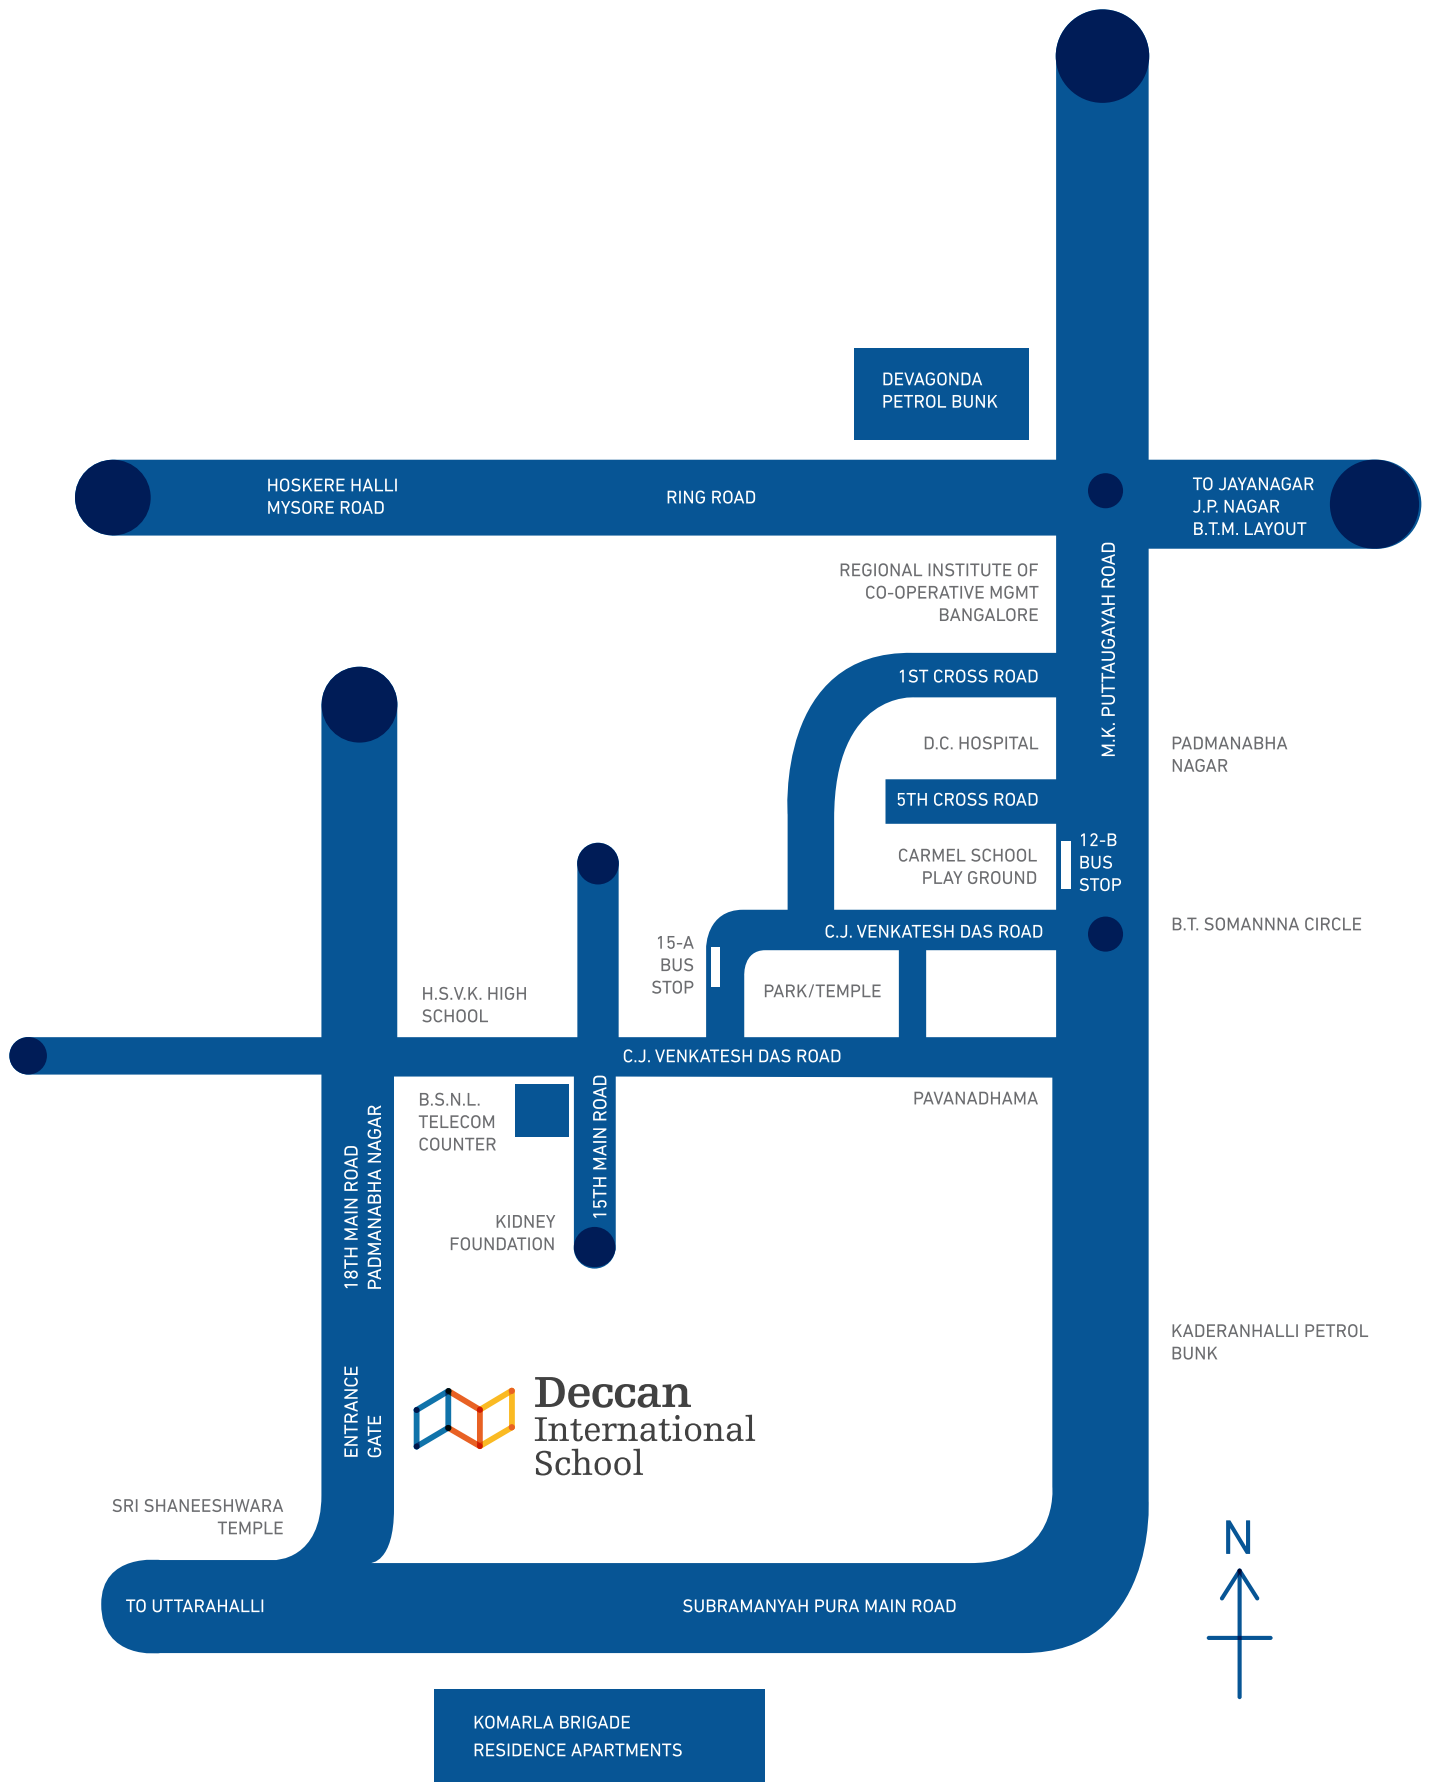 DEVAGONDA
PETROL BUNK
HOSKERE HALLI
MYSORE ROAD
RING ROAD
TO JAYANAGAR
J.P. NAGAR
B.T.M. LAYOUT
M.K. PUTTAUGAYAH ROAD
REGIONAL INSTITUTE OF
CO-OPERATIVE MGMT
BANGALORE
1ST CROSS ROAD
D.C. HOSPITAL
PADMANABHA
NAGAR
5TH CROSS ROAD
12-B
BUS
STOP
CARMEL SCHOOL
PLAY GROUND
C.J. VENKATESH DAS ROAD
B.T. SOMANNNA CIRCLE
15-A
BUS
STOP
PARK/TEMPLE
H.S.V.K. HIGH
SCHOOL
C.J. VENKATESH DAS ROAD
B.S.N.L.
TELECOM
COUNTER
15TH MAIN ROAD
PAVANADHAMA
18TH MAIN ROAD
PADMANABHA NAGAR
KIDNEY
FOUNDATION
KADERANHALLI PETROL
BUNK
ENTRANCE
GATE
Deccan
International
School
SRI SHANEESHWARA
TEMPLE
N
TO UTTARAHALLI
SUBRAMANYAH PURA MAIN ROAD
KOMARLA BRIGADE
RESIDENCE APARTMENTS